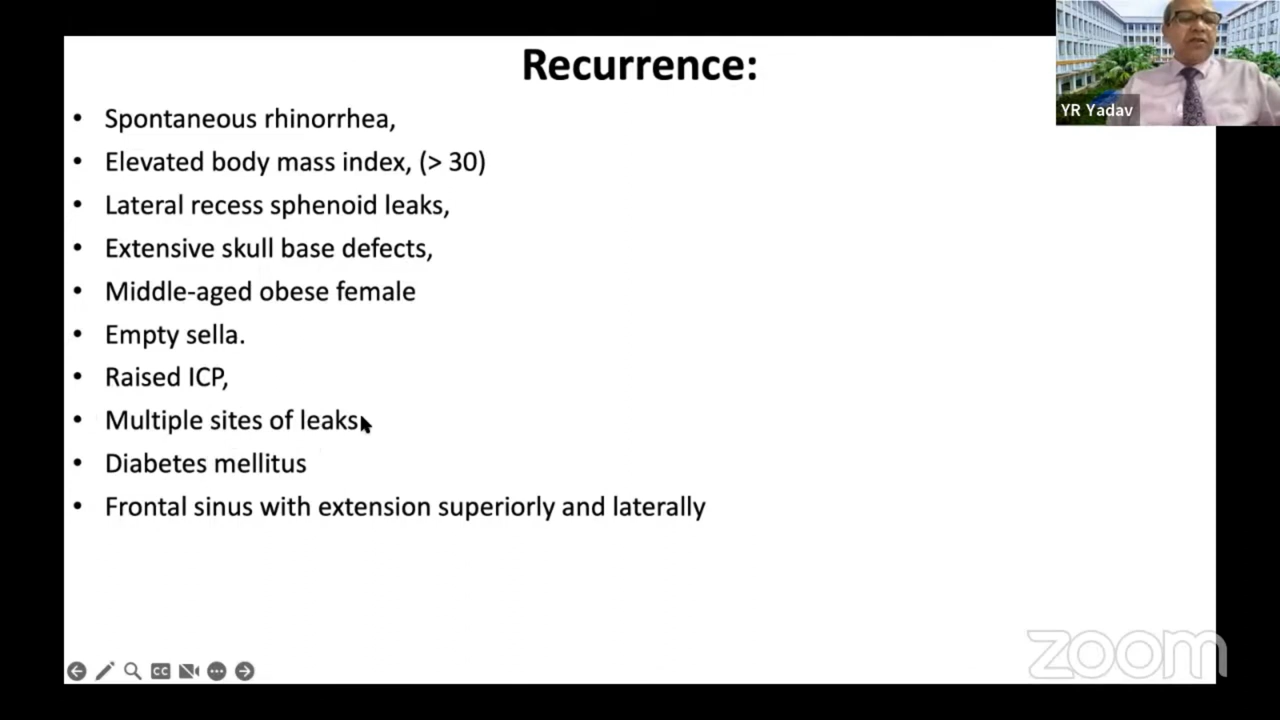 Recurrence:
YR Yadav
• Spontaneous rhinorrhea,
• Elevated body mass index, (> 30)
• Lateral recess sphenoid leaks,
• Extensive skull base defects,
• Middle-aged obese female
• Empty sella.
• Raised ICP,
• Multiple sites of leaks
• Diabetes mellitus
• Frontal sinus with extension superiorly and laterally
CC
zoom